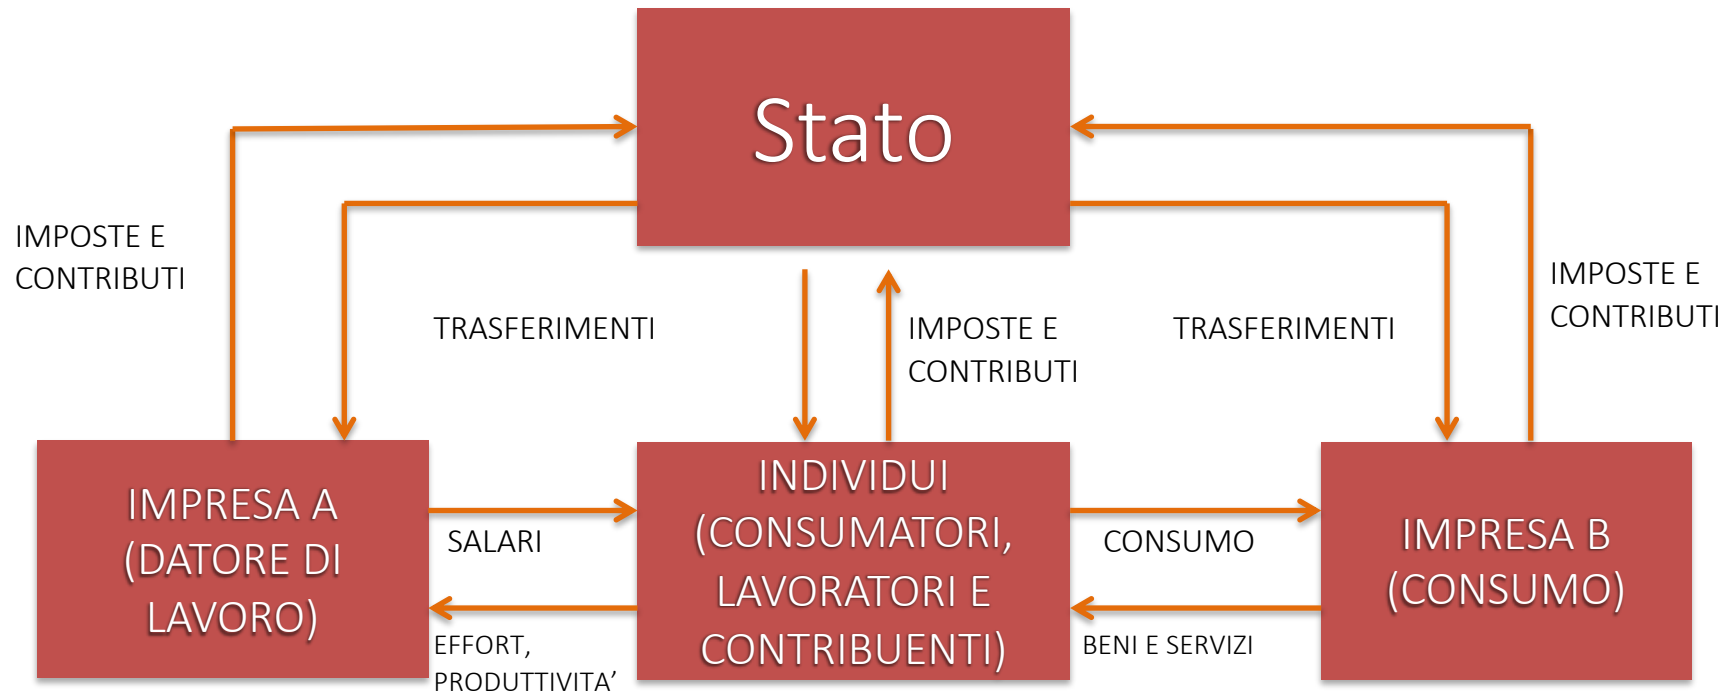 Stato
IMPOSTE E
CONTRIBUTI
TRASFERIMENTI
IMPOSTE E
CONTRIBUTI
TRASFERIMENTI
IMPOSTE E
CONTRIBUTI
IMPRESA A
(DATORE DI
LAVORO)
SALARI
EFFORT,
PRODUTTIVITA’
INDIVIDUI
(CONSUMATORI,
LAVORATORI E
CONTRIBUENTI)
CONSUMO
BENI E SERVIZI
IMPRESA B
(CONSUMO)